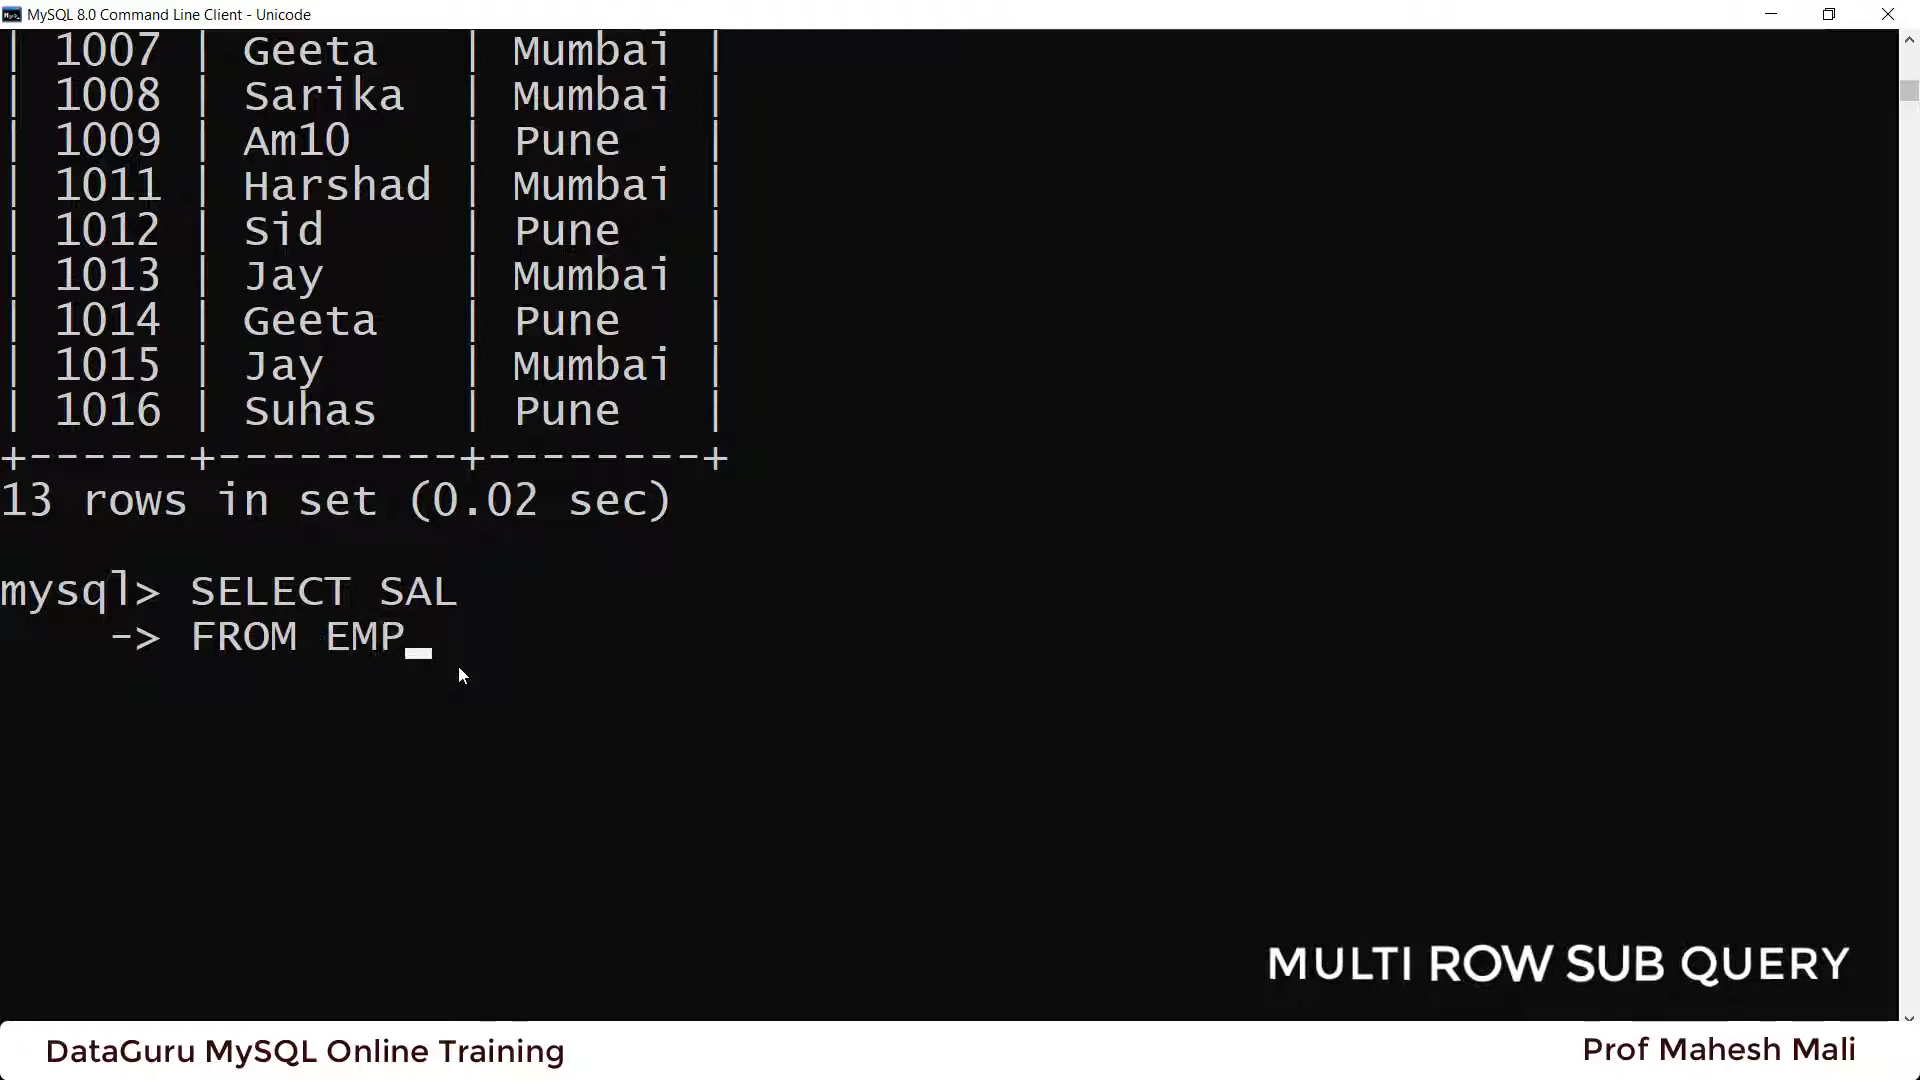 MySQL 8.0 Command Line Client - Unicode
| 1007 | Geeta | Mumbai |
| 1008 | Sarika | Mumbai |
| 1009 | Am10 | Pune |
| 1011 | Harshad | Mumbai |
| 1012 | Sid | Pune |
| 1013 | Jay | Mumbai |
| 1014 | Geeta | Pune |
| 1015 | Jay | Mumbai |
| 1016 | Suhas | Pune |
+------+---------+--------+
13 rows in set (0.02 sec)
mysql> SELECT SAL
-> FROM EMP_
MULTI ROW SUB QUERY
DataGuru MySQL Online Training
Prof Mahesh Mali